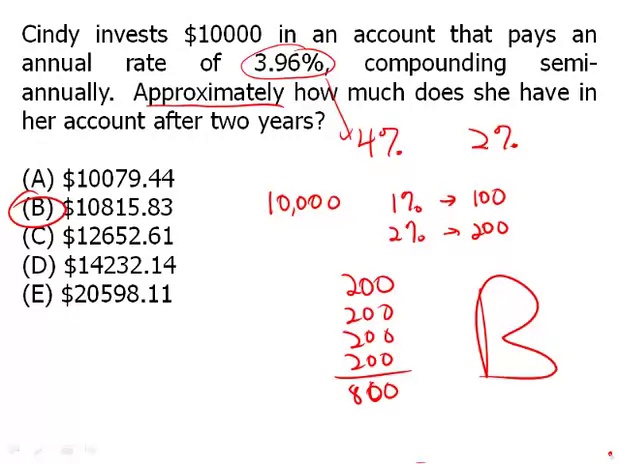 Cindy invests $10000 in an account that pays an
annual rate of 3.96%, compounding semi-
annually. Approximately how much does she have in
her account after two years?
4% 2%
(A) $10079.44
(B) $10815.83
(C) $12652.61
(D) $14232.14
(E) $20598.11
10,000 1% → 100
2% → 200
200
200
200
200
800
B